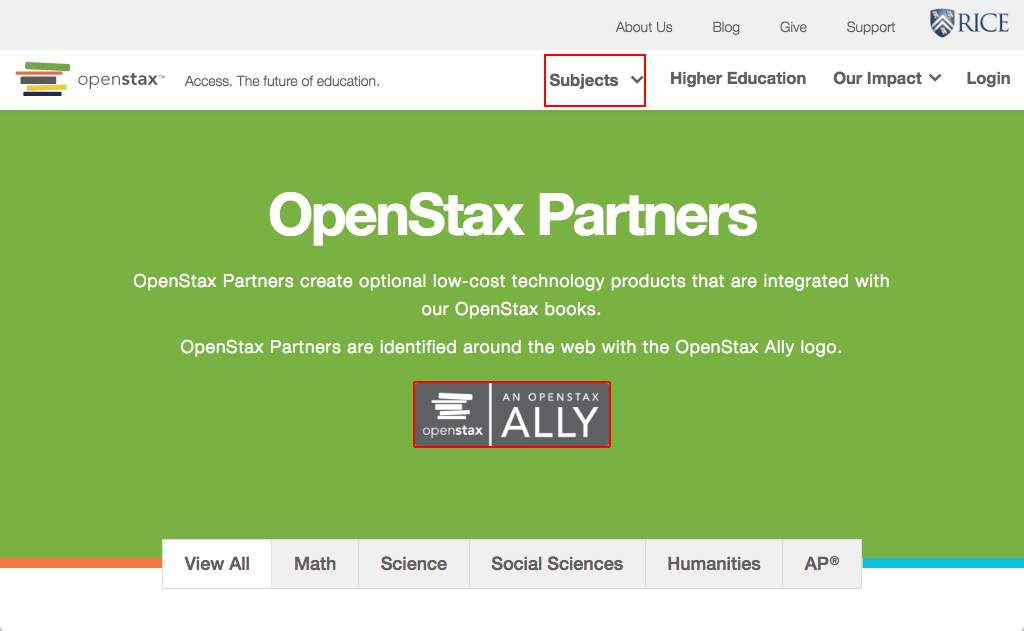 About Us Blog Give Support RICE
openstax™ Access. The future of education. Subjects Higher Education Our Impact Login
OpenStax Partners
OpenStax Partners create optional low-cost technology products that are integrated with
our OpenStax books.
OpenStax Partners are identified around the web with the OpenStax Ally logo.
openstax
AN OPENSTAX
ALLY
View All Math Science Social Sciences Humanities AP®